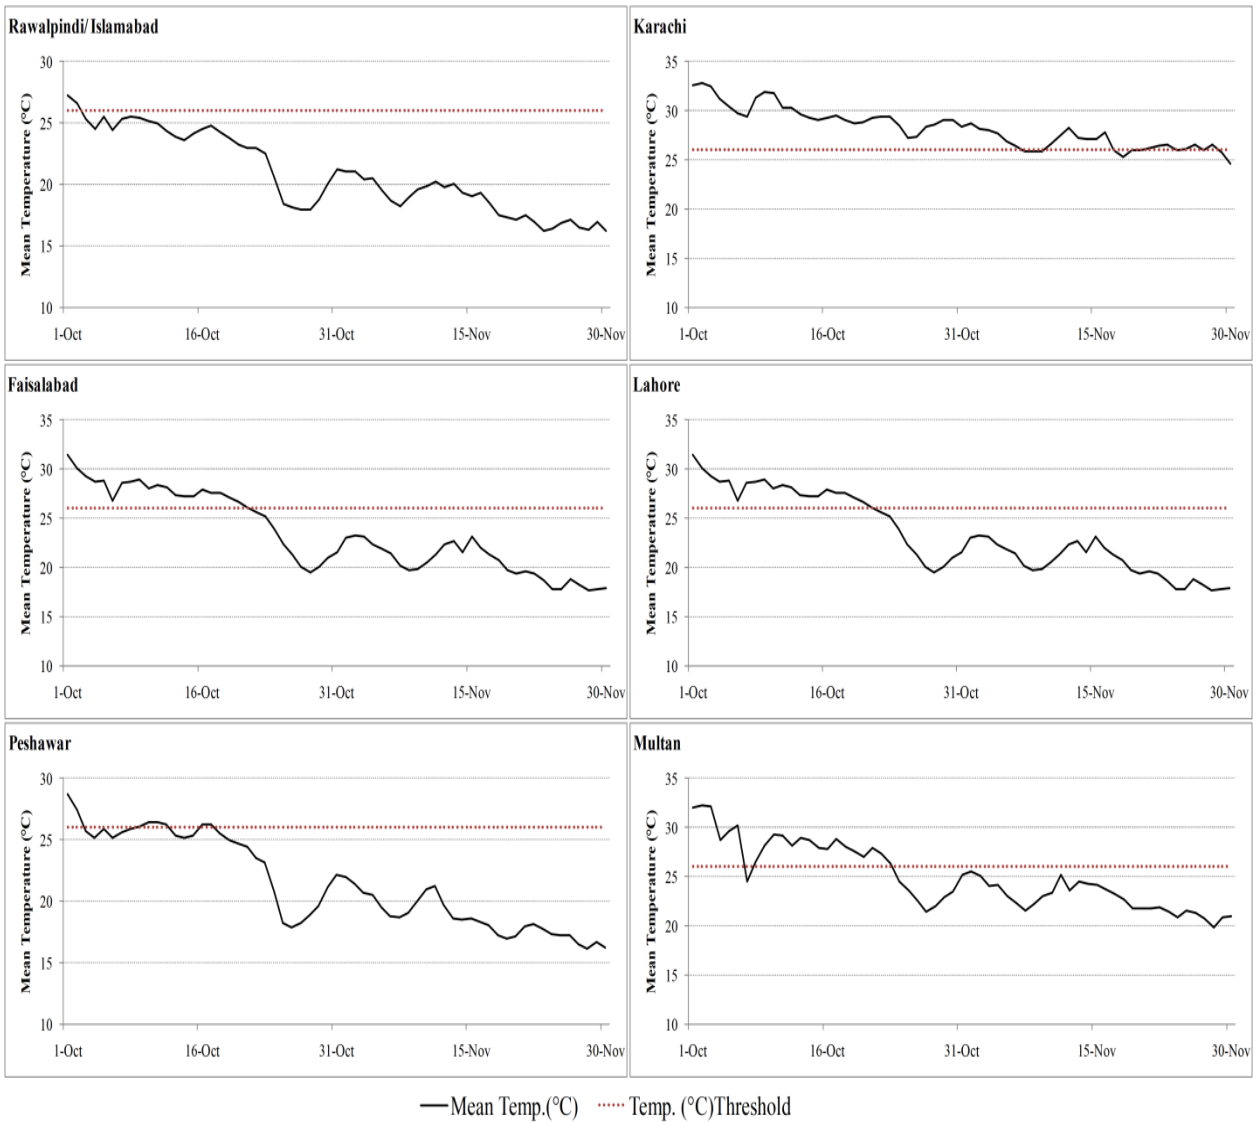 Rawalpindi/ Islamabad
Mean Temperature (°C)
30
25
20
15
10
1-Oct 16-Oct 31-Oct 15-Nov 30-Nov
Karachi
Mean Temperature (°C)
35
30
25
20
15
10
1-Oct 16-Oct 31-Oct 15-Nov 30-Nov
Faisalabad
Mean Temperature (°C)
35
30
25
20
15
10
1-Oct 16-Oct 31-Oct 15-Nov 30-Nov
Lahore
Mean Temperature (°C)
35
30
25
20
15
10
1-Oct 16-Oct 31-Oct 15-Nov 30-Nov
Peshawar
Mean Temperature (°C)
30
25
20
15
10
1-Oct 16-Oct 31-Oct 15-Nov 30-Nov
Multan
Mean Temperature (°C)
35
30
25
20
15
10
1-Oct 16-Oct 31-Oct 15-Nov 30-Nov
Mean Temp.(°C) Temp. (°C)Threshold